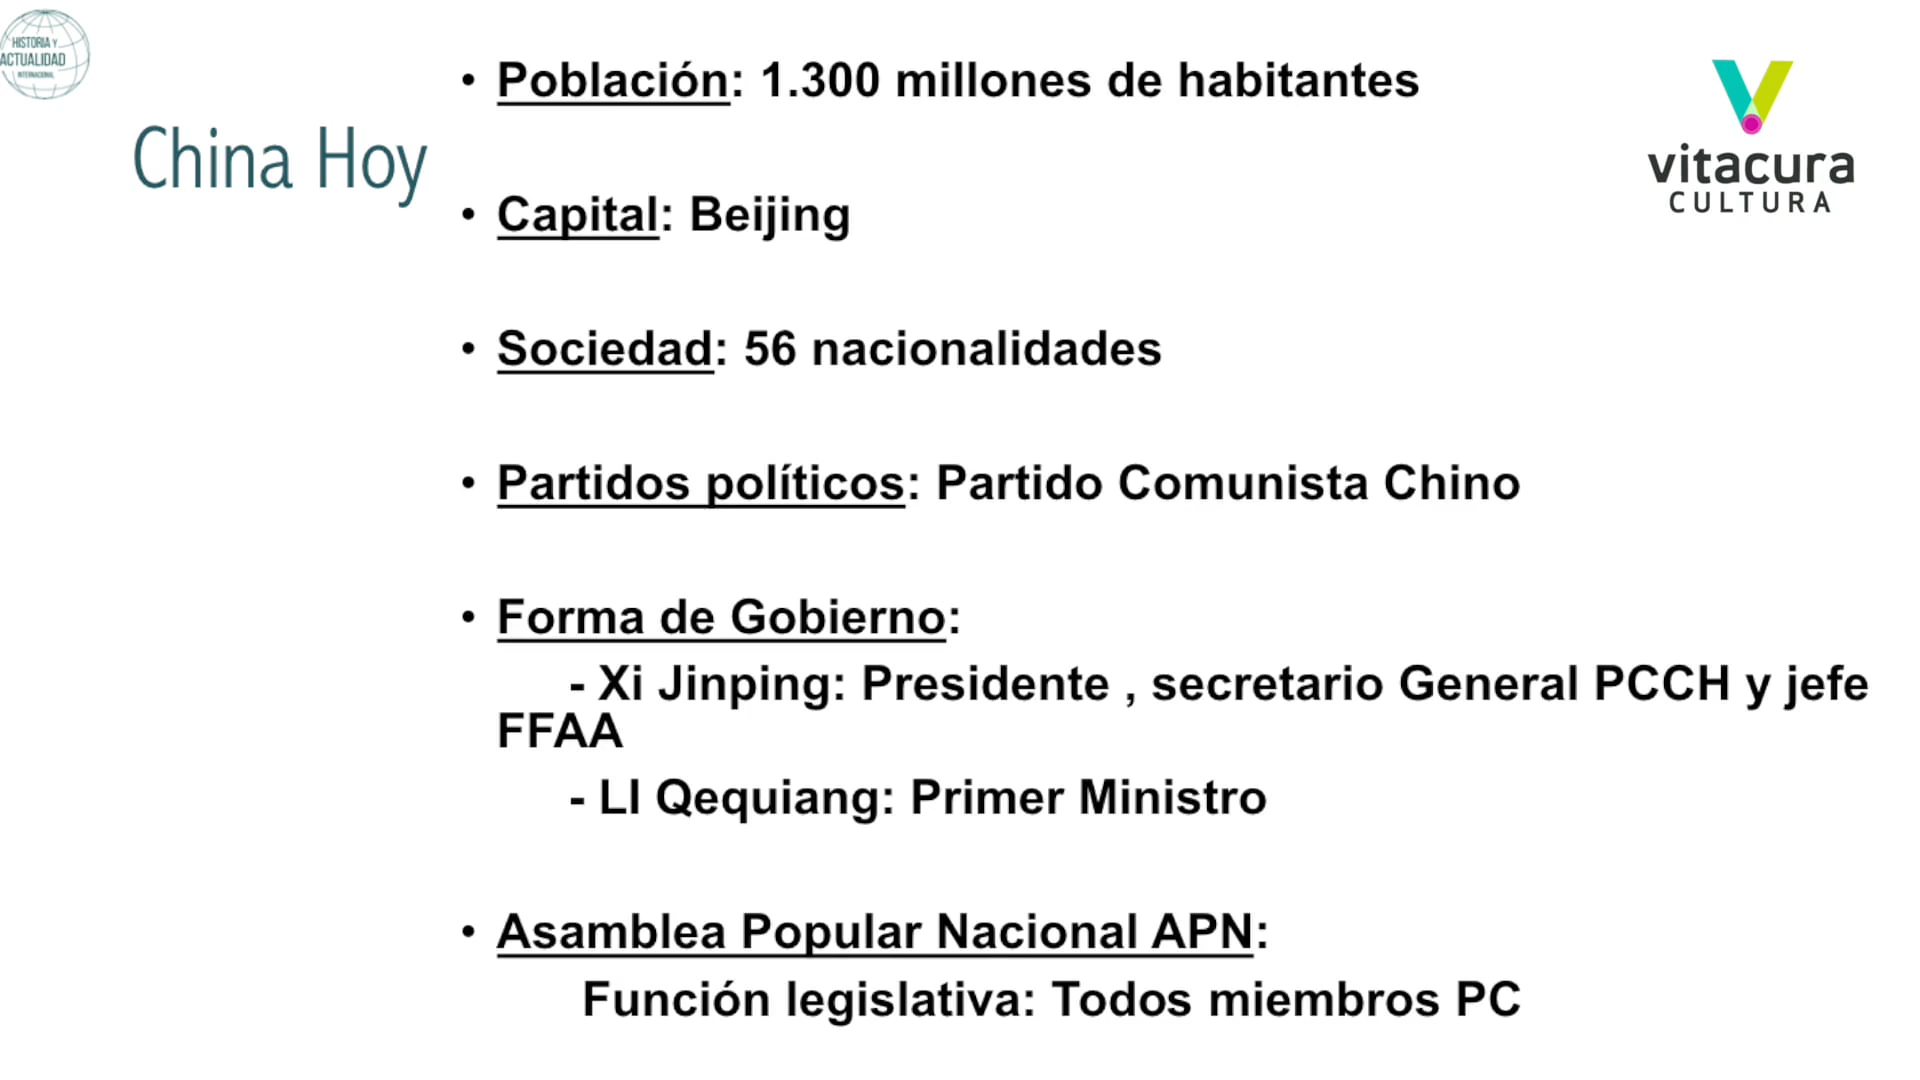 HISTORIA Y
ACTUALIDAD
INTERNACIONAL
China Hoy
• Población: 1.300 millones de habitantes
• Capital: Beijing
• Sociedad: 56 nacionalidades
• Partidos políticos: Partido Comunista Chino
• Forma de Gobierno:
- Xi Jinping: Presidente , secretario General PCCH y jefe
FFAA
- LI Qequiang: Primer Ministro
• Asamblea Popular Nacional APN:
Función legislativa: Todos miembros PC
vitacura
CULTURA